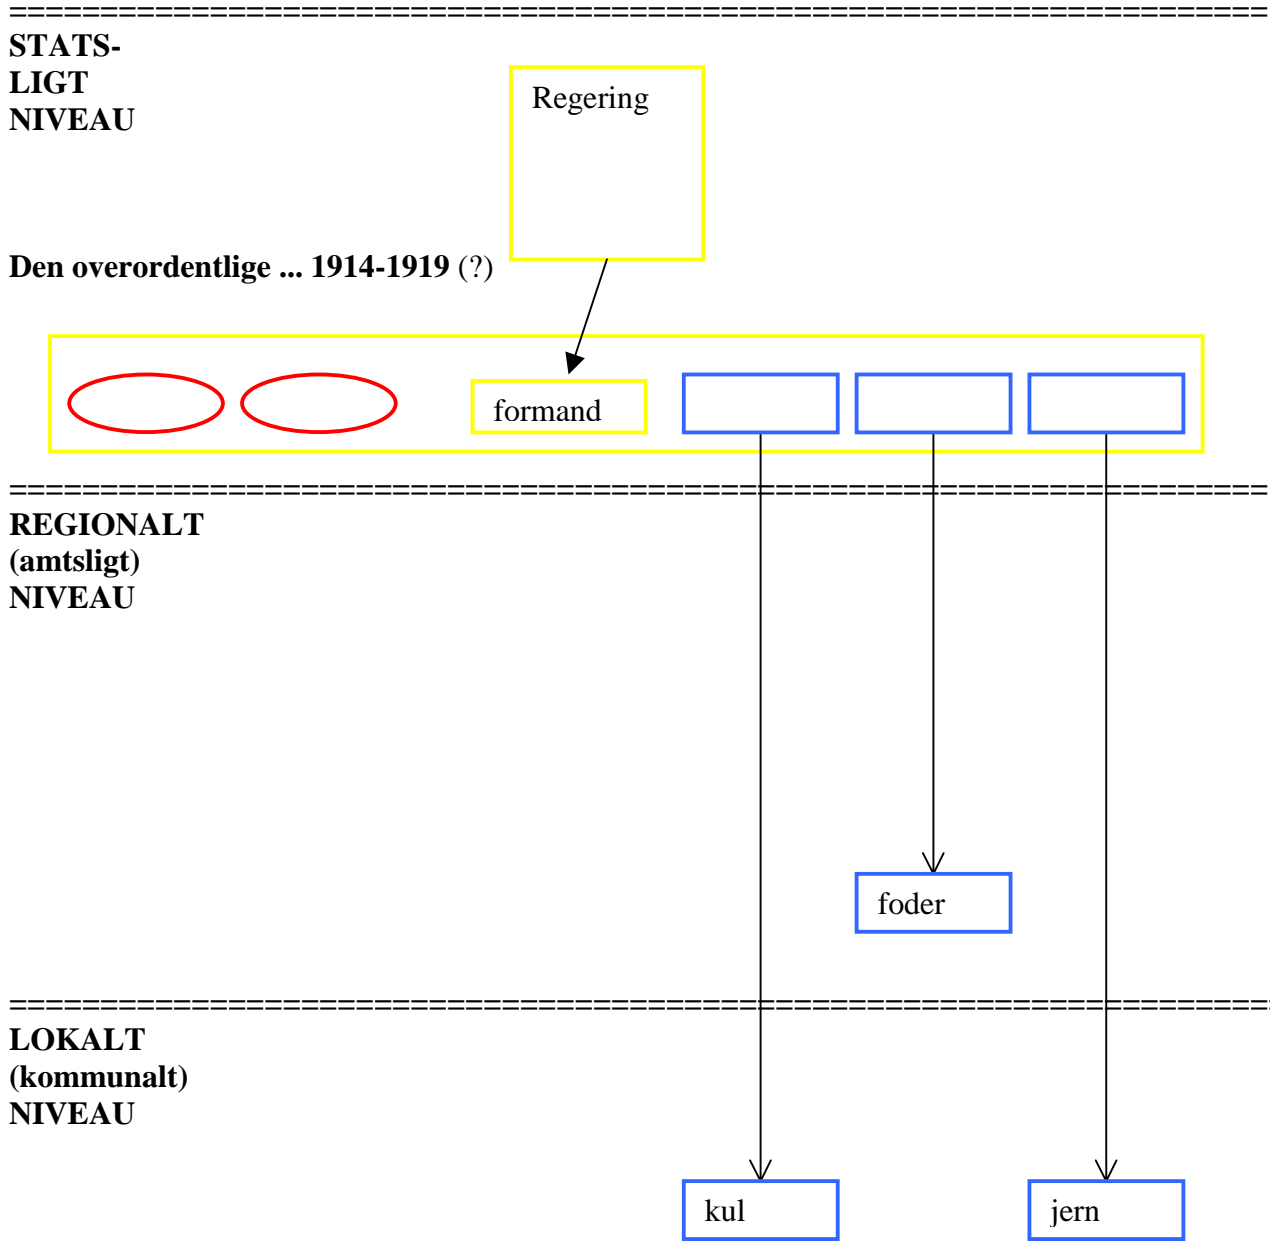 STATS-
LIGT
NIVEAU
Regering
Den overordentlige ... 1914-1919 (?)
formand
REGIONALT
(amtsligt)
NIVEAU
foder
LOKALT
(kommunalt)
NIVEAU
kul
jern